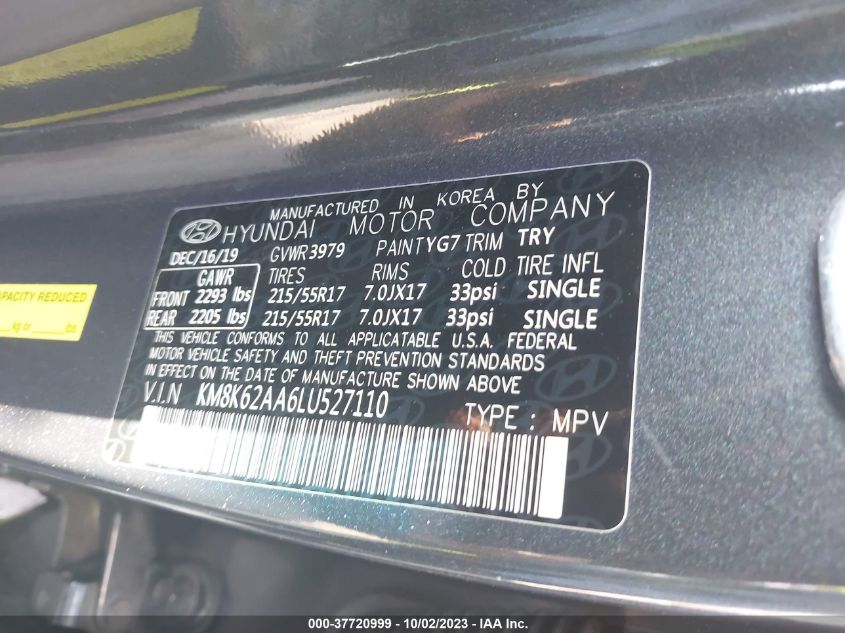 MANUFACTURED IN KOREA BY
HYUNDAI MOTOR COMPANY
DEC/16/19 GVWR 3979 PAINT YG7 TRIM TRY
GAWR TIRES RIMS COLD TIRE INFL
FRONT 2293 lbs 215/55R17 7.0JX17 33psi SINGLE
REAR 2205 lbs 215/55R17 7.0JX17 33psi SINGLE
THIS VEHICLE CONFORMS TO ALL APPLICATABLE U.S.A. FEDERAL
MOTOR VEHICLE SAFETY AND THEFT PREVENTION STANDARDS
IN EFFECT ON THE DATE OF MANUFACTURE SHOWN ABOVE
V.I.N KM8K62AA6LU527110
TYPE : MPV
CAPACITY REDUCED
kg or lbs
000-37720999 - 10/02/2023 - IAA Inc.